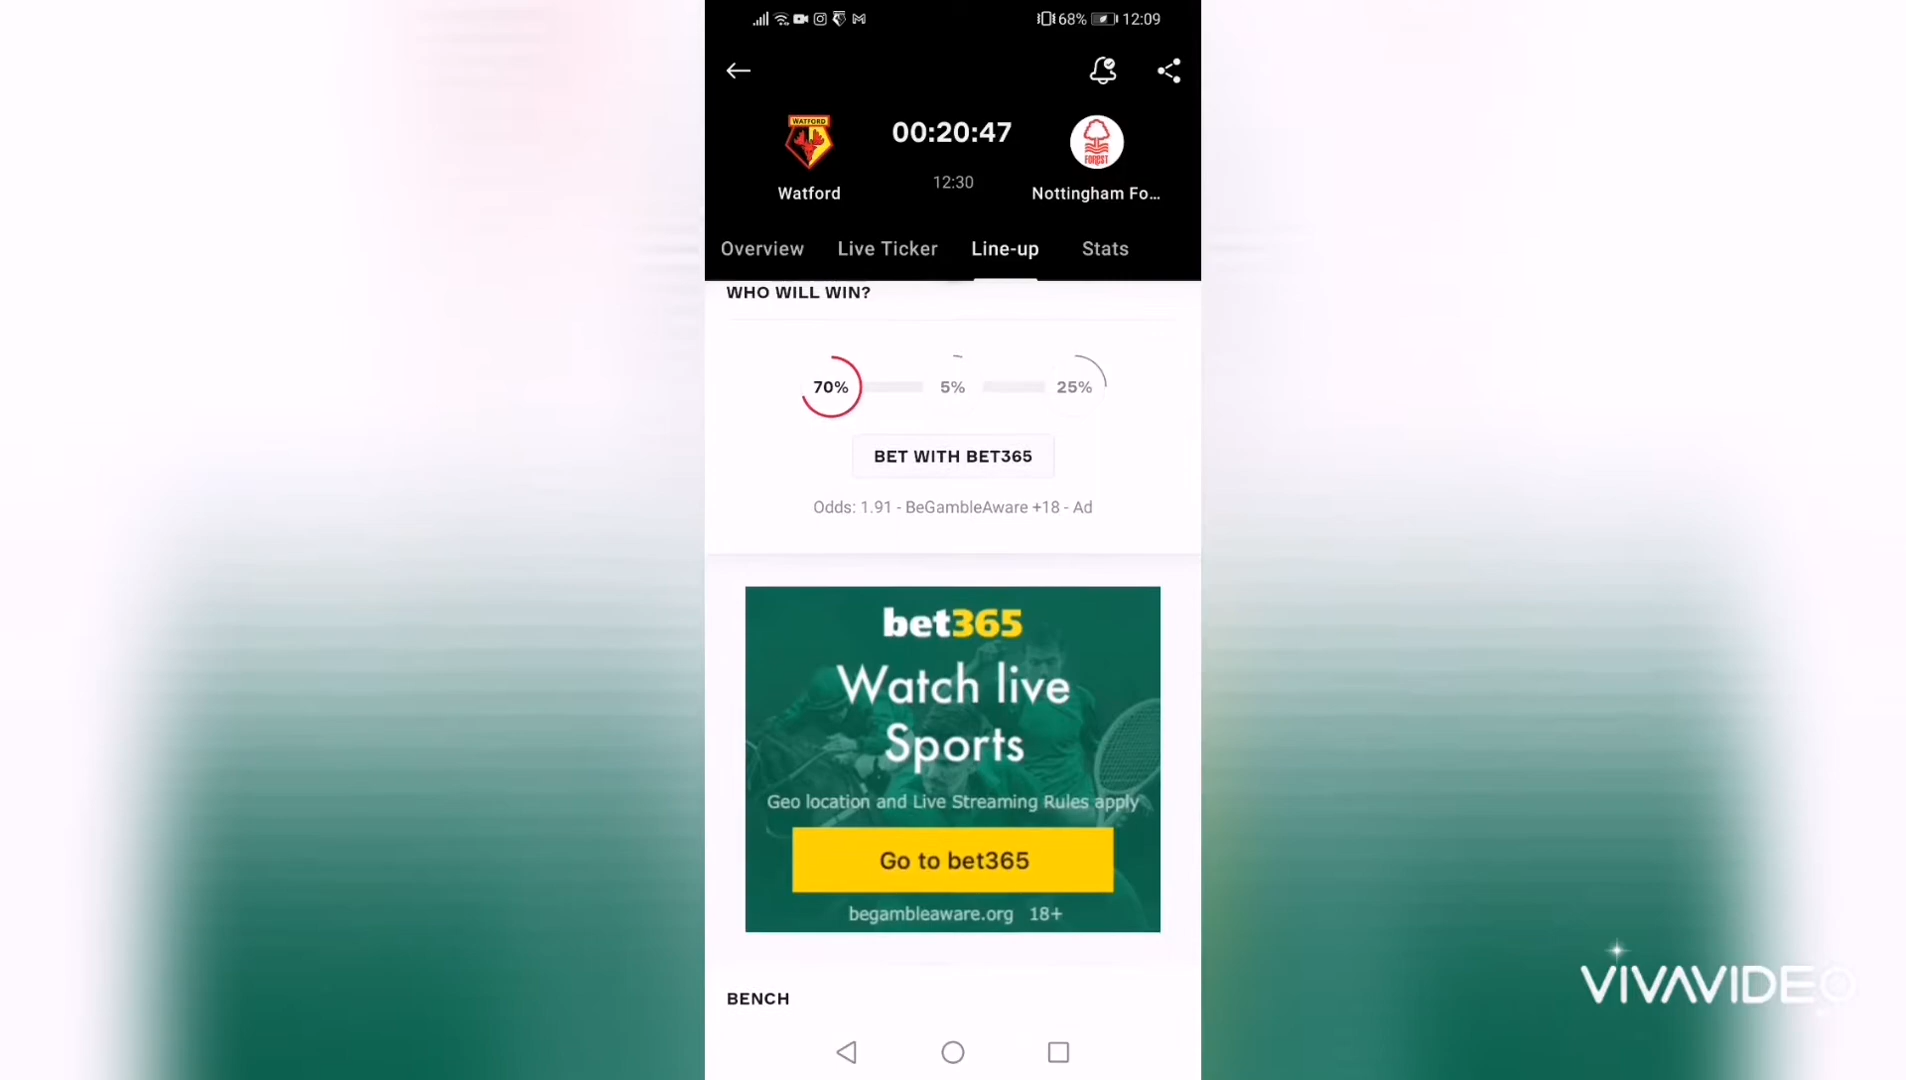 68% 12:09
WATFORD
00:20:47
FOREST
12:30
Watford
Nottingham Fo...
Overview Live Ticker Line-up Stats
WHO WILL WIN?
70% 5% 25%
BET WITH BET365
Odds: 1.91 - BeGambleAware +18 - Ad
bet365
Watch live
Sports
Geo location and Live Streaming Rules apply
Go to bet365
begambleaware.org 18+
BENCH
VIVAVIDEO